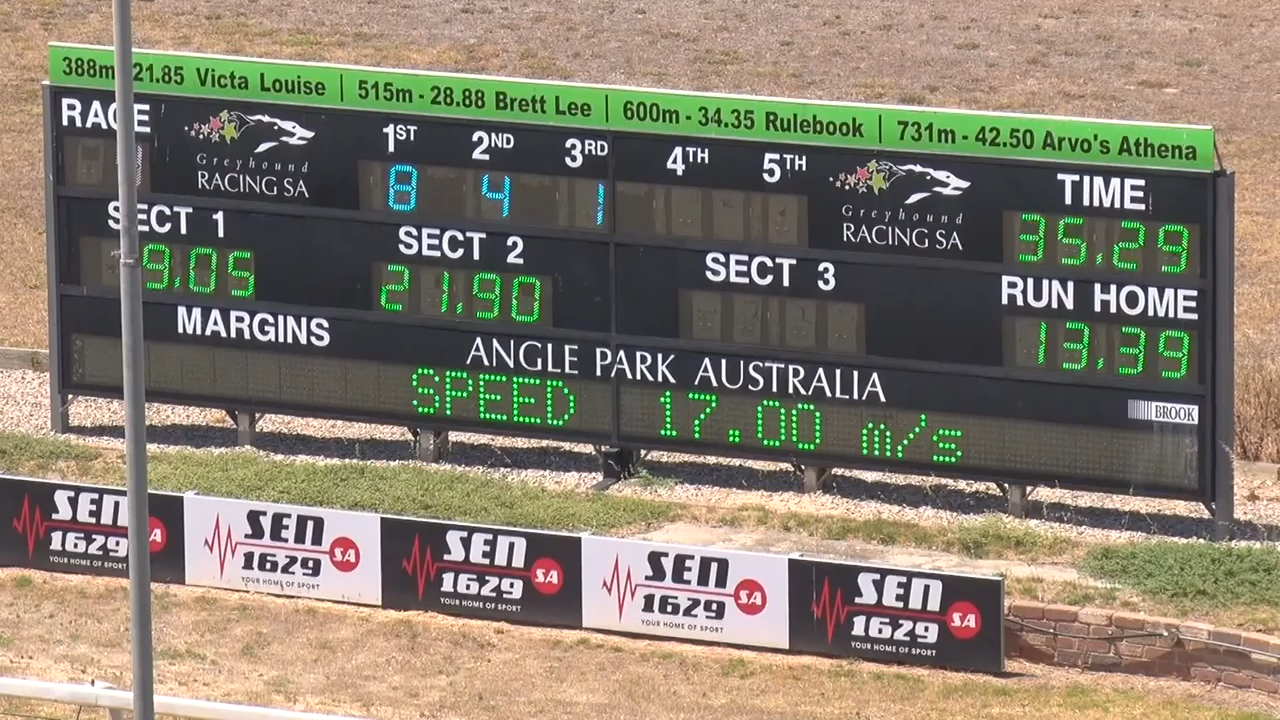 388m 21.85 Victa Louise | 515m - 28.88 Brett Lee | 600m - 34.35 Rulebook | 731m - 42.50 Arvo's Athena
RACE
Greyhound
RACING SA
1ST 2ND 3RD 4TH 5TH
8 4 1
Greyhound
RACING SA
TIME
35.29
SECT 1
9.05
SECT 2
21.90
SECT 3
RUN HOME
13.39
MARGINS
ANGLE PARK AUSTRALIA
BROOK
SPEED 17.00 m/s
SEN
1629 SA
YOUR HOME OF SPORT
SEN
1629 SA
YOUR HOME OF SPORT
SEN
1629 SA
YOUR HOME OF SPORT
SEN
1629 SA
YOUR HOME OF SPORT
SEN
1629 SA
YOUR HOME OF SPORT